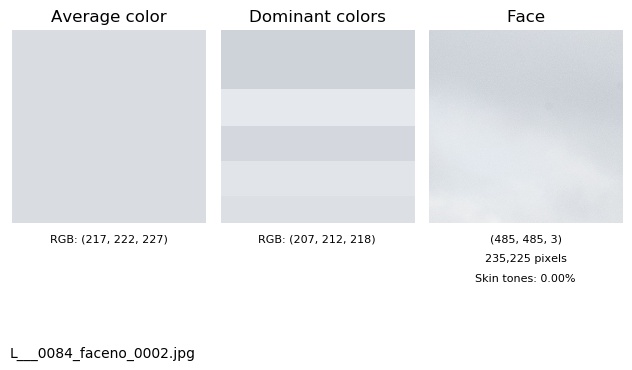 Average color
Dominant colors
Face
RGB: (217, 222, 227)
RGB: (207, 212, 218)
(485, 485, 3)
235,225 pixels
Skin tones: 0.00%
L___0084_faceno_0002.jpg